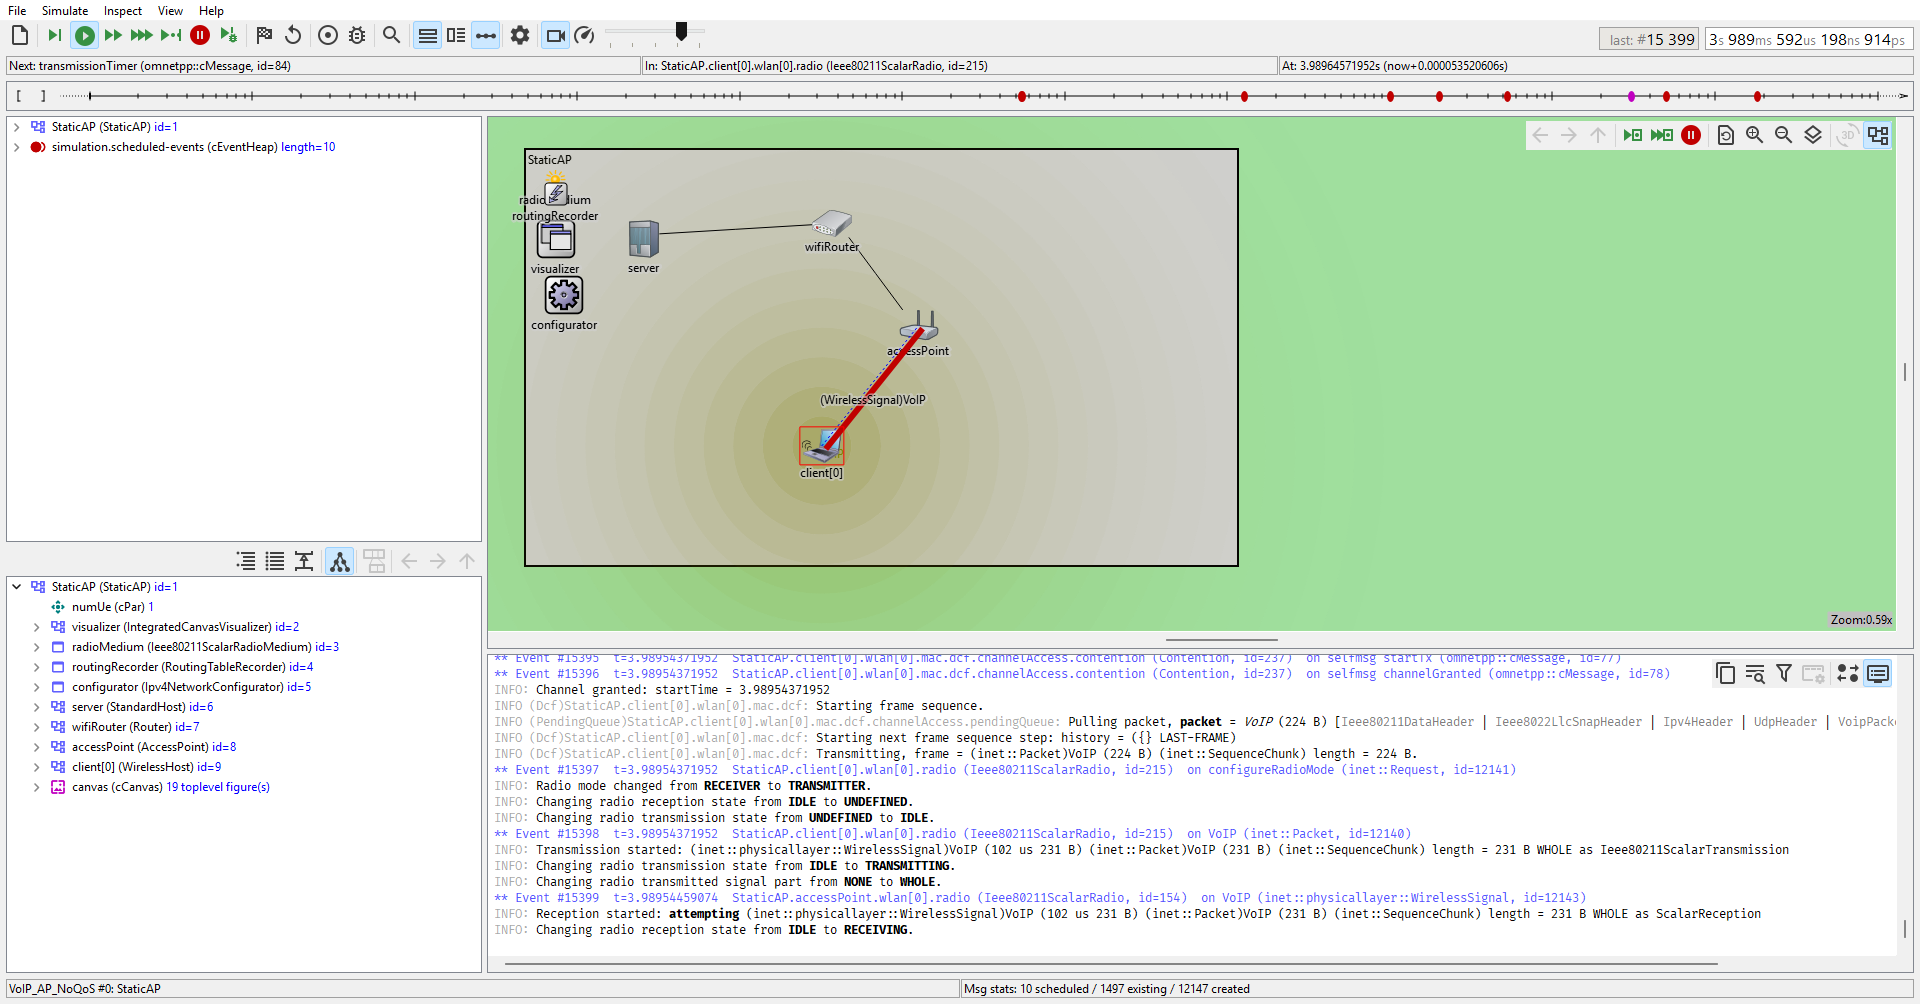 File Simulate Inspect View Help
last: #15 399 3s 989ms 592us 198ns 914ps
Next: transmissionTimer (omnetpp::cMessage, id=84) In: StaticAP.client[0].wlan[0].radio (Ieee80211ScalarRadio, id=215) At: 3.98964571952s (now+0.000053520606s)
[ ]
StaticAP (StaticAP) id=1
simulation.scheduled-events (cEventHeap) length=10
3D
StaticAP
routingRecorder
server
wifiRouter
visualizer
configurator
accessPoint
(WirelessSignal)VoIP
client[0]
Zoom:0.59x
StaticAP (StaticAP) id=1
numUe (cPar) 1
visualizer (IntegratedCanvasVisualizer) id=2
radioMedium (Ieee80211ScalarRadioMedium) id=3
routingRecorder (RoutingTableRecorder) id=4
configurator (Ipv4NetworkConfigurator) id=5
server (StandardHost) id=6
wifiRouter (Router) id=7
accessPoint (AccessPoint) id=8
client[0] (WirelessHost) id=9
canvas (cCanvas) 19 toplevel figure(s)
** Event #15395 t=3.98954371952 StaticAP.client[0].wlan[0].mac.dcf.channelAccess.contention (Contention, id=237) on selfmsg startTx (omnetpp::cMessage, id=77)
** Event #15396 t=3.98954371952 StaticAP.client[0].wlan[0].mac.dcf.channelAccess.contention (Contention, id=237) on selfmsg channelGranted (omnetpp::cMessage, id=78)
INFO: Channel granted: startTime = 3.98954371952
INFO (Dcf)StaticAP.client[0].wlan[0].mac.dcf: Starting frame sequence.
INFO (PendingQueue)StaticAP.client[0].wlan[0].mac.dcf.channelAccess.pendingQueue: Pulling packet, packet = VoIP (224 B) [Ieee80211DataHeader | Ieee8022LlcSnapHeader | Ipv4Header | UdpHeader | VoipPacke
INFO (Dcf)StaticAP.client[0].wlan[0].mac.dcf: Starting next frame sequence step: history = ({} LAST-FRAME)
INFO (Dcf)StaticAP.client[0].wlan[0].mac.dcf: Transmitting, frame = (inet::Packet)VoIP (224 B) (inet::SequenceChunk) length = 224 B.
** Event #15397 t=3.98954371952 StaticAP.client[0].wlan[0].radio (Ieee80211ScalarRadio, id=215) on configureRadioMode (inet::Request, id=12141)
INFO: Radio mode changed from RECEIVER to TRANSMITTER.
INFO: Changing radio reception state from IDLE to UNDEFINED.
INFO: Changing radio transmission state from UNDEFINED to IDLE.
** Event #15398 t=3.98954371952 StaticAP.client[0].wlan[0].radio (Ieee80211ScalarRadio, id=215) on VoIP (inet::Packet, id=12140)
INFO: Transmission started: (inet::physicallayer::WirelessSignal)VoIP (102 us 231 B) (inet::Packet)VoIP (231 B) (inet::SequenceChunk) length = 231 B WHOLE as Ieee80211ScalarTransmission
INFO: Changing radio transmission state from IDLE to TRANSMITTING.
INFO: Changing radio transmitted signal part from NONE to WHOLE.
** Event #15399 t=3.98954459074 StaticAP.accessPoint.wlan[0].radio (Ieee80211ScalarRadio, id=154) on VoIP (inet::physicallayer::WirelessSignal, id=12143)
INFO: Reception started: attempting (inet::physicallayer::WirelessSignal)VoIP (102 us 231 B) (inet::Packet)VoIP (231 B) (inet::SequenceChunk) length = 231 B WHOLE as ScalarReception
INFO: Changing radio reception state from IDLE to RECEIVING.
VoIP_AP_NoQoS #0: StaticAP Msg stats: 10 scheduled / 1497 existing / 12147 created